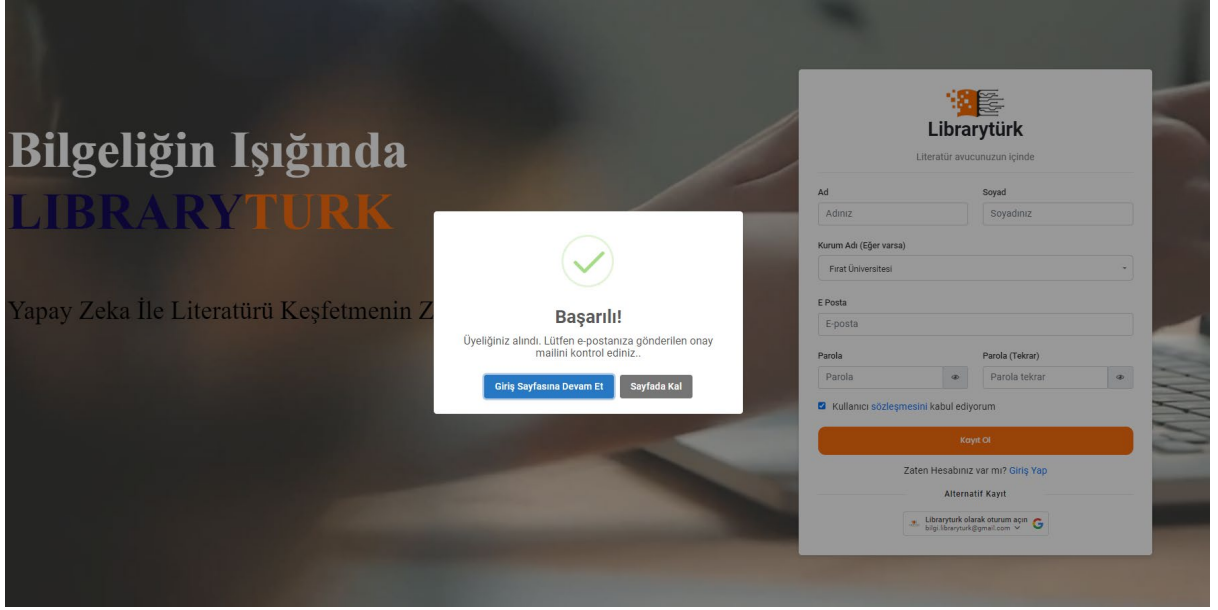 Bilgeliğin Işığında
LIBRARYTURK
Yapay Zeka İle Literatürü Keşfetmenin Z
Başarılı!
Üyeliğiniz alındı. Lütfen e-postanıza gönderilen onay
mailini kontrol ediniz..
Giriş Sayfasına Devam Et Sayfada Kal
Librarytürk
Literatür avucunuzun içinde
Ad Soyad
Adınız Soyadınız
Kurum Adı (Eğer varsa)
Fırat Üniversitesi
E Posta
E-posta
Parola Parola (Tekrar)
Parola Parola tekrar
Kullanıcı sözleşmesini kabul ediyorum
Kayıt Ol
Zaten Hesabınız var mı? Giriş Yap
Alternatif Kayıt
Libraryturk olarak oturum açın
bilgi.libraryturk@gmail.com